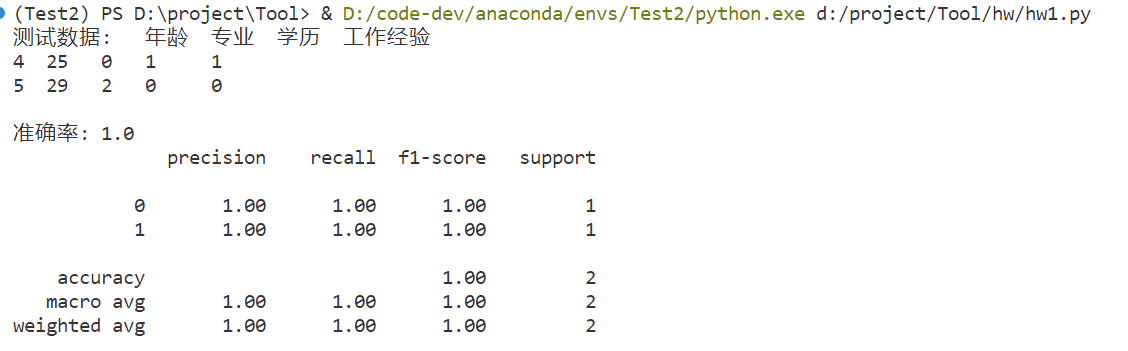 (Test2) PS D:\project\Tool> & D:/code-dev/anaconda/envs/Test2/python.exe d:/project/Tool/hw/hw1.py
测试数据:   年龄  专业  学历  工作经验
4  25   0   1     1
5  29   2   0     0
准确率: 1.0
              precision    recall  f1-score   support
           0       1.00      1.00      1.00         1
           1       1.00      1.00      1.00         1
    accuracy                           1.00         2
   macro avg       1.00      1.00      1.00         2
weighted avg       1.00      1.00      1.00         2